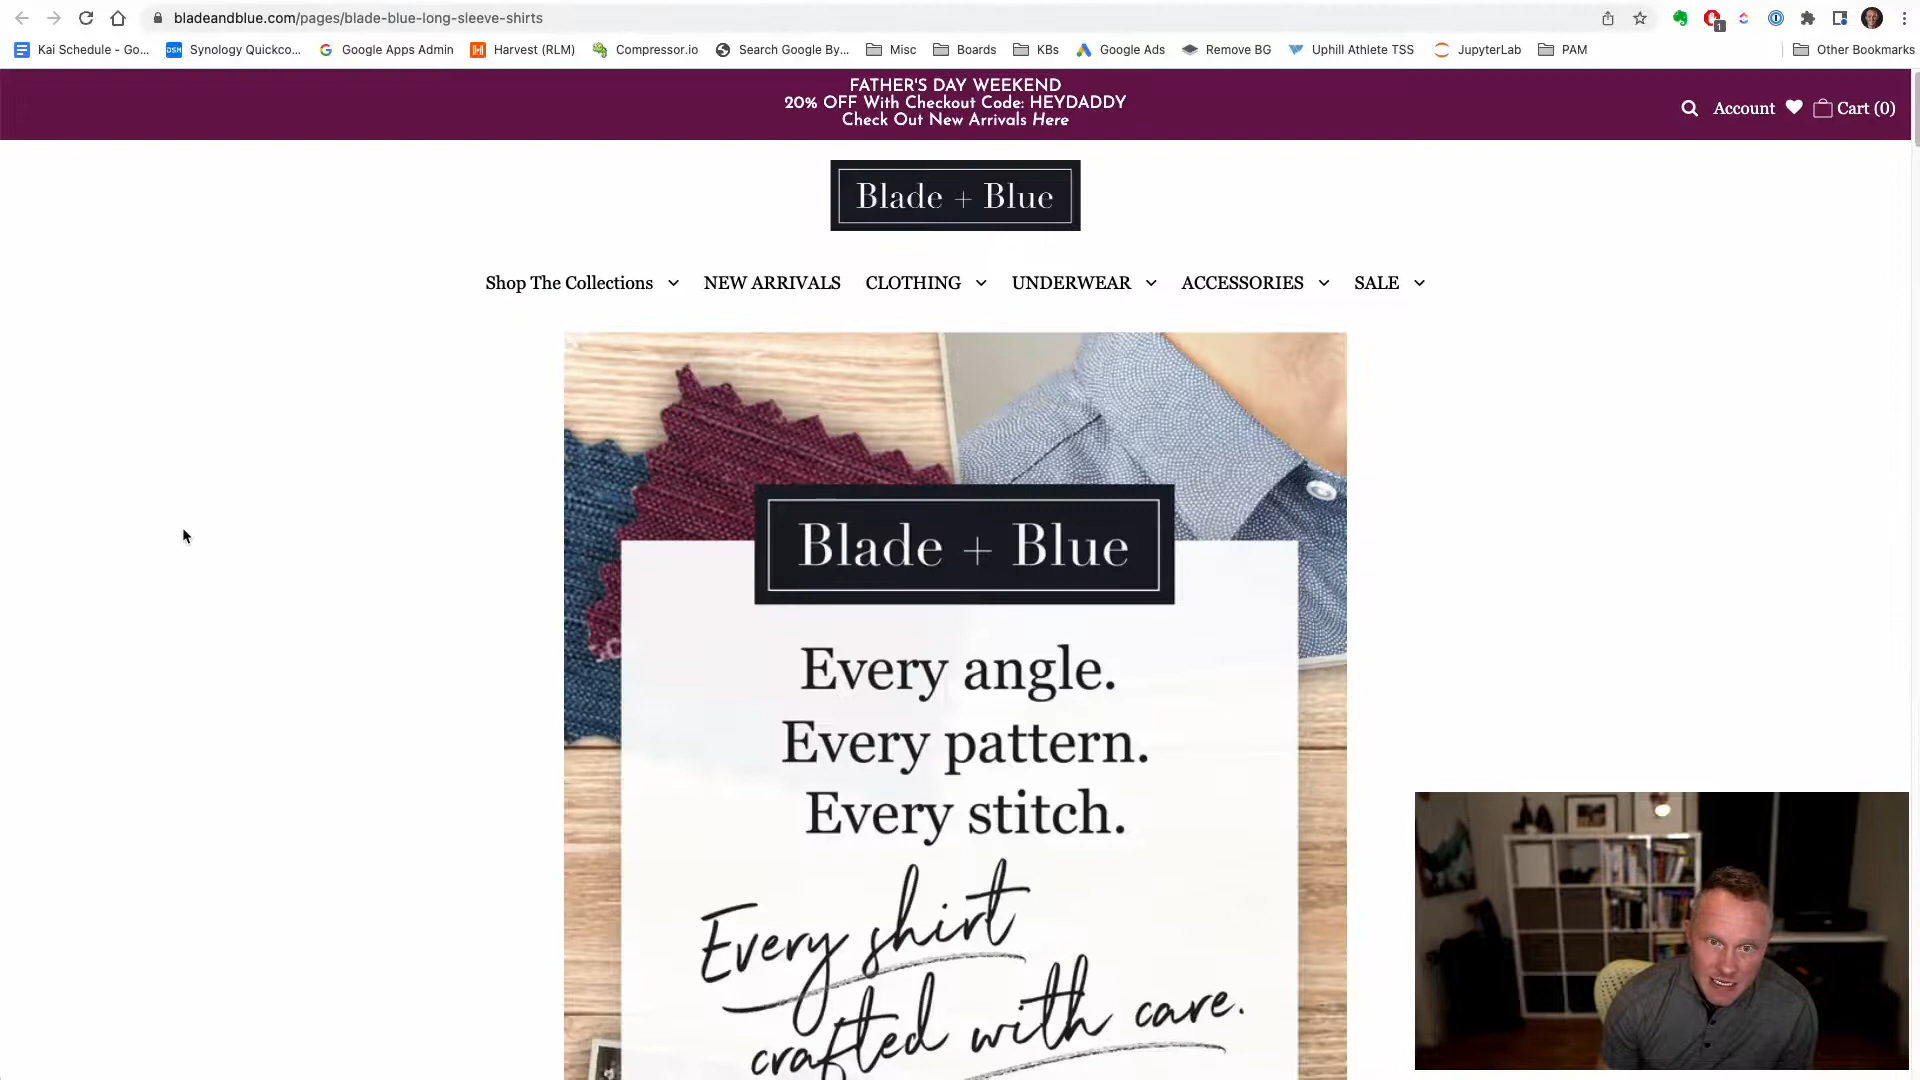 bladeandblue.com/pages/blade-blue-long-sleeve-shirts
1
Kai Schedule - Go...
DSM Synology Quickco...
Google Apps Admin
Harvest (RLM)
Compressor.io
Search Google By...
Misc
Boards
KBs
Google Ads
Remove BG
Uphill Athlete TSS
JupyterLab
PAM
Other Bookmarks
FATHER'S DAY WEEKEND
20% OFF With Checkout Code: HEYDADDY
Check Out New Arrivals Here
Account
Cart (0)
Blade + Blue
Shop The Collections
NEW ARRIVALS
CLOTHING
UNDERWEAR
ACCESSORIES
SALE
Blade + Blue
Every angle.
Every pattern.
Every stitch.
Every shirt
crafted with care.